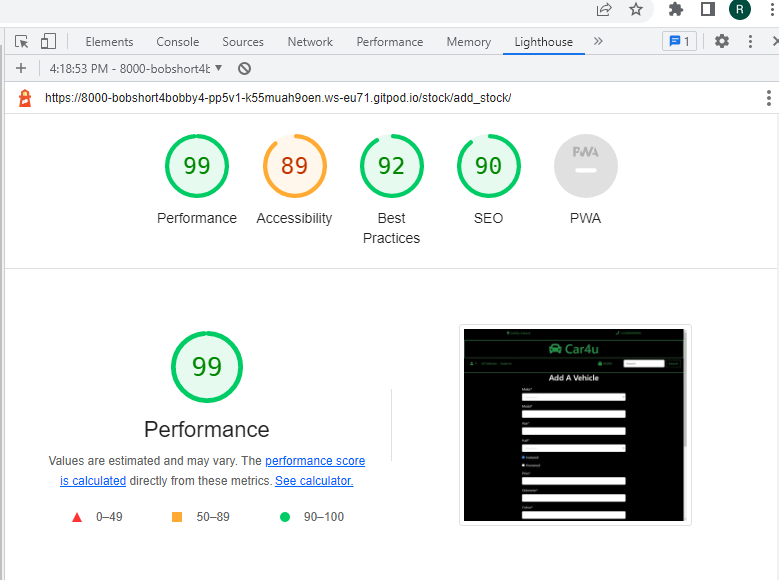 R
Elements Console Sources Network Performance Memory Lighthouse » 1
4:18:53 PM - 8000-bobshort4b
https://8000-bobshort4bobby4-pp5v1-k55muah9oen.ws-eu71.gitpod.io/stock/add_stock/
99 89 92 90 PWA
Performance Accessibility Best Practices SEO PWA
99
Car4u
Add A Vehicle
Performance
Values are estimated and may vary. The performance score
is calculated directly from these metrics. See calculator.
0–49 50–89 90–100